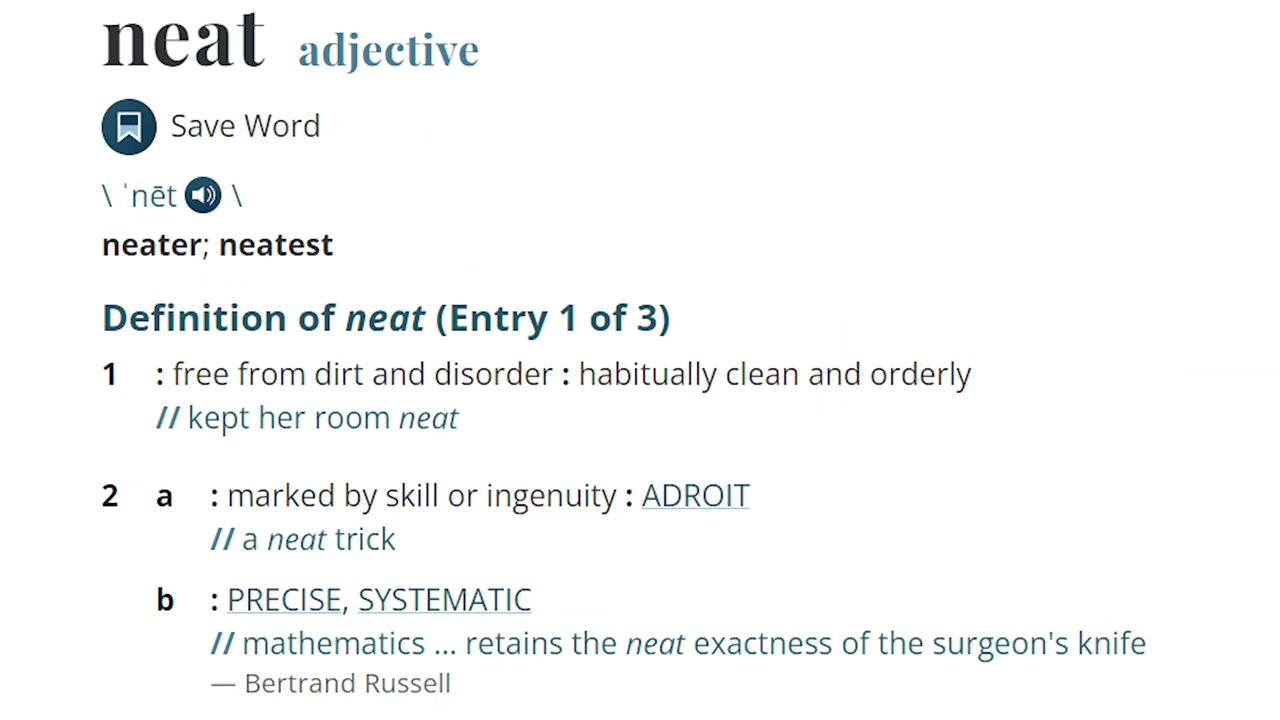 neat adjective
Save Word
\ ˈnēt \
neater; neatest
Definition of neat (Entry 1 of 3)
1 : free from dirt and disorder : habitually clean and orderly
// kept her room neat
2 a : marked by skill or ingenuity : ADROIT
// a neat trick
b : PRECISE, SYSTEMATIC
// mathematics ... retains the neat exactness of the surgeon's knife
— Bertrand Russell